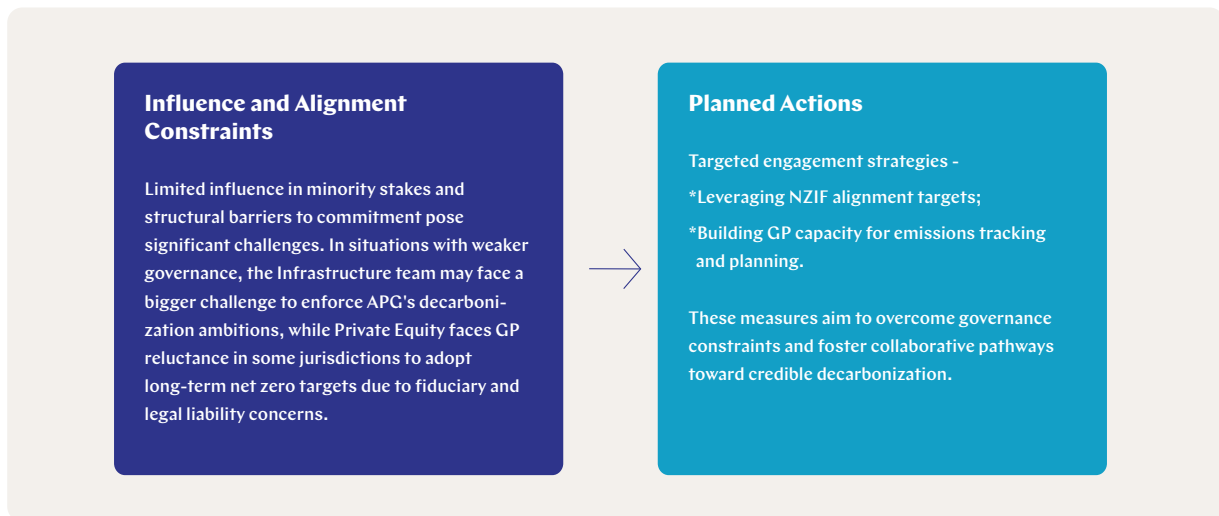 Influence and Alignment
Constraints
Limited influence in minority stakes and
structural barriers to commitment pose
significant challenges. In situations with weaker
governance, the Infrastructure team may face a
bigger challenge to enforce APG's decarboni-
zation ambitions, while Private Equity faces GP
reluctance in some jurisdictions to adopt
long-term net zero targets due to fiduciary and
legal liability concerns.
Planned Actions
Targeted engagement strategies -
*Leveraging NZIF alignment targets;
*Building GP capacity for emissions tracking
and planning.
These measures aim to overcome governance
constraints and foster collaborative pathways
toward credible decarbonization.